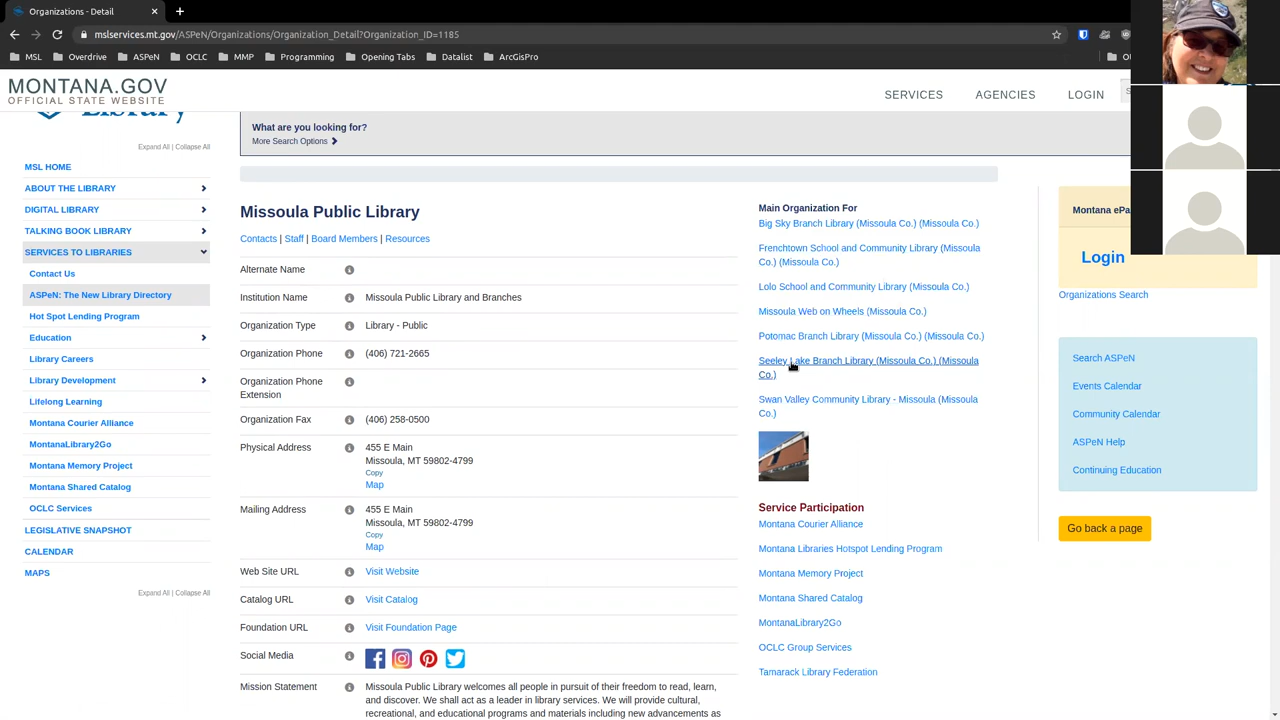 Organizations - Detail
mslservices.mt.gov/ASPEN/Organizations/Organization_Detail?Organization_ID=1185
MSL Overdrive ASPeN OCLC MMP Programming Opening Tabs Datalist ArcGisPro
MONTANA.GOV
OFFICIAL STATE WEBSITE
SERVICES AGENCIES LOGIN
Library
Expand All | Collapse All
MSL HOME
ABOUT THE LIBRARY
DIGITAL LIBRARY
TALKING BOOK LIBRARY
SERVICES TO LIBRARIES
Contact Us
ASPeN: The New Library Directory
Hot Spot Lending Program
Education
Library Careers
Library Development
Lifelong Learning
Montana Courier Alliance
MontanaLibrary2Go
Montana Memory Project
Montana Shared Catalog
OCLC Services
LEGISLATIVE SNAPSHOT
CALENDAR
MAPS
Expand All | Collapse All
What are you looking for?
More Search Options
Missoula Public Library
Contacts | Staff | Board Members | Resources
Alternate Name
Institution Name Missoula Public Library and Branches
Organization Type Library - Public
Organization Phone (406) 721-2665
Organization Phone
Extension
Organization Fax (406) 258-0500
Physical Address 455 E Main
Missoula, MT 59802-4799
Copy
Map
Mailing Address 455 E Main
Missoula, MT 59802-4799
Copy
Map
Web Site URL Visit Website
Catalog URL Visit Catalog
Foundation URL Visit Foundation Page
Social Media
Mission Statement Missoula Public Library welcomes all people in pursuit of their freedom to read, learn,
and discover. We shall act as a leader in library services. We will provide cultural,
recreational, and educational programs and materials including new advancements as
Main Organization For
Big Sky Branch Library (Missoula Co.) (Missoula Co.)
Frenchtown School and Community Library (Missoula
Co.) (Missoula Co.)
Lolo School and Community Library (Missoula Co.)
Missoula Web on Wheels (Missoula Co.)
Potomac Branch Library (Missoula Co.) (Missoula Co.)
Seeley Lake Branch Library (Missoula Co.) (Missoula
Co.)
Swan Valley Community Library - Missoula (Missoula
Co.)
Service Participation
Montana Courier Alliance
Montana Libraries Hotspot Lending Program
Montana Memory Project
Montana Shared Catalog
MontanaLibrary2Go
OCLC Group Services
Tamarack Library Federation
Montana ePa
Login
Organizations Search
Search ASPeN
Events Calendar
Community Calendar
ASPeN Help
Continuing Education
Go back a page